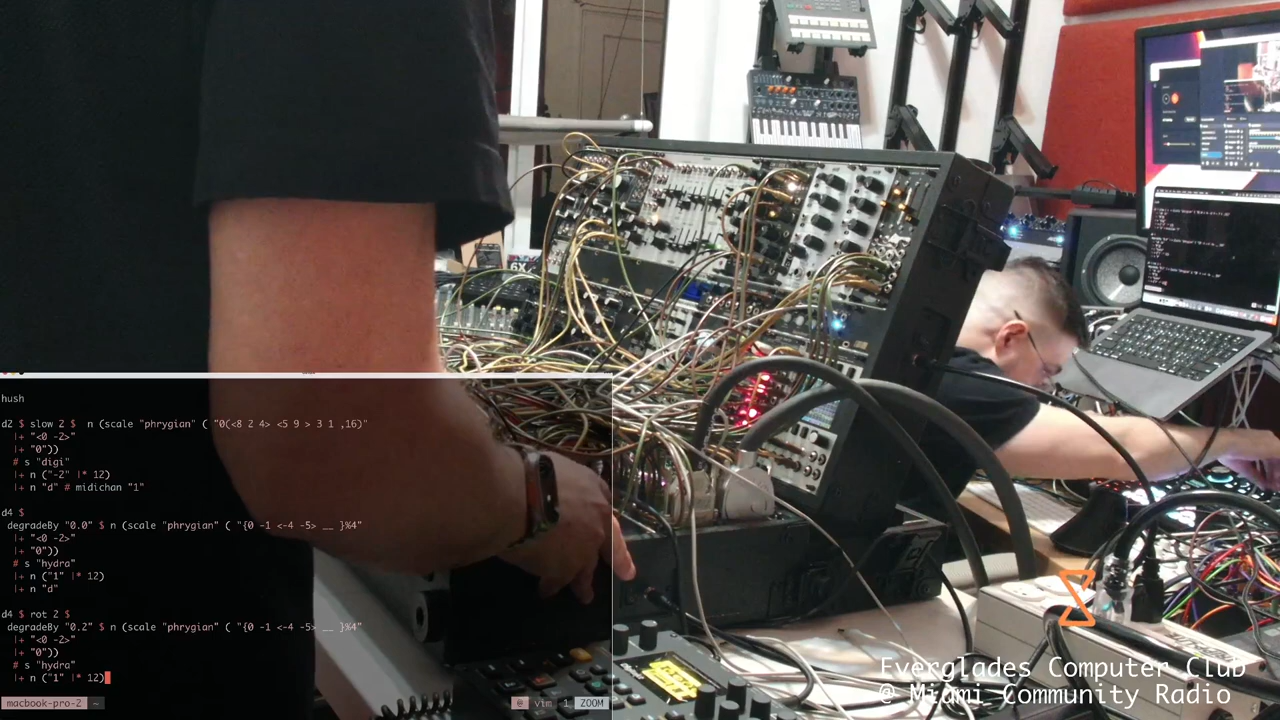 hush
d2 $ slow 2 $  n (scale "phrygian" ( "0(<8 2 4> <5 9 > 3 1 ,16)"
|+ "<0 -2>"
|+ "0"))
# s "digi"
|+ n ("-2" |* 12)
|+ n "d" # midichan "1"
d4 $
degradeBy "0.0" $ n (scale "phrygian" ( "{0 -1 <-4 -5> __ }%4"
|+ "<0 -2>"
|+ "0"))
# s "hydra"
|+ n ("1" |* 12)
|+ n "d"
d4 $ rot 2 $
degradeBy "0.2" $ n (scale "phrygian" ( "{0 -1 <-4 -5> __ }%4"
|+ "<0 -2>"
|+ "0"))
# s "hydra"
|+ n ("1" |* 12)
macbook-pro-2 ~ @ vim 1 ZOOM
Everglades Computer Club
@ Miami Community Radio